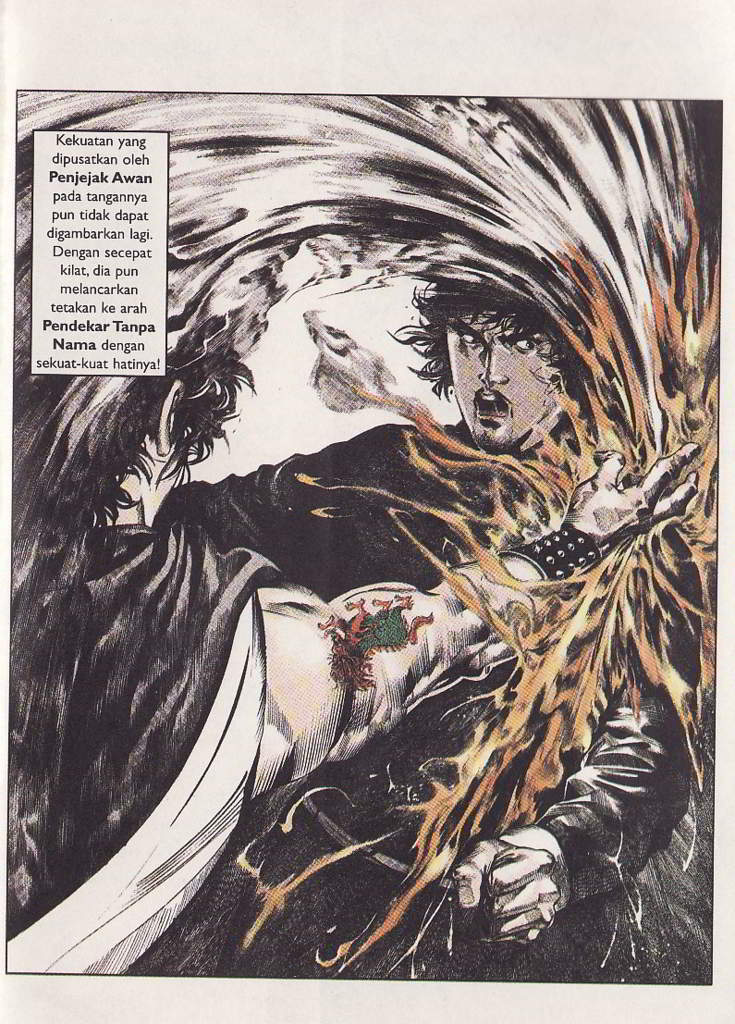 Kekuatan yang
dipusatkan oleh
Penjejak Awan
pada tangannya
pun tidak dapat
digambarkan lagi.
Dengan secepat
kilat, dia pun
melancarkan
tetakan ke arah
Pendekar Tanpa
Nama dengan
sekuat-kuat hatinya!